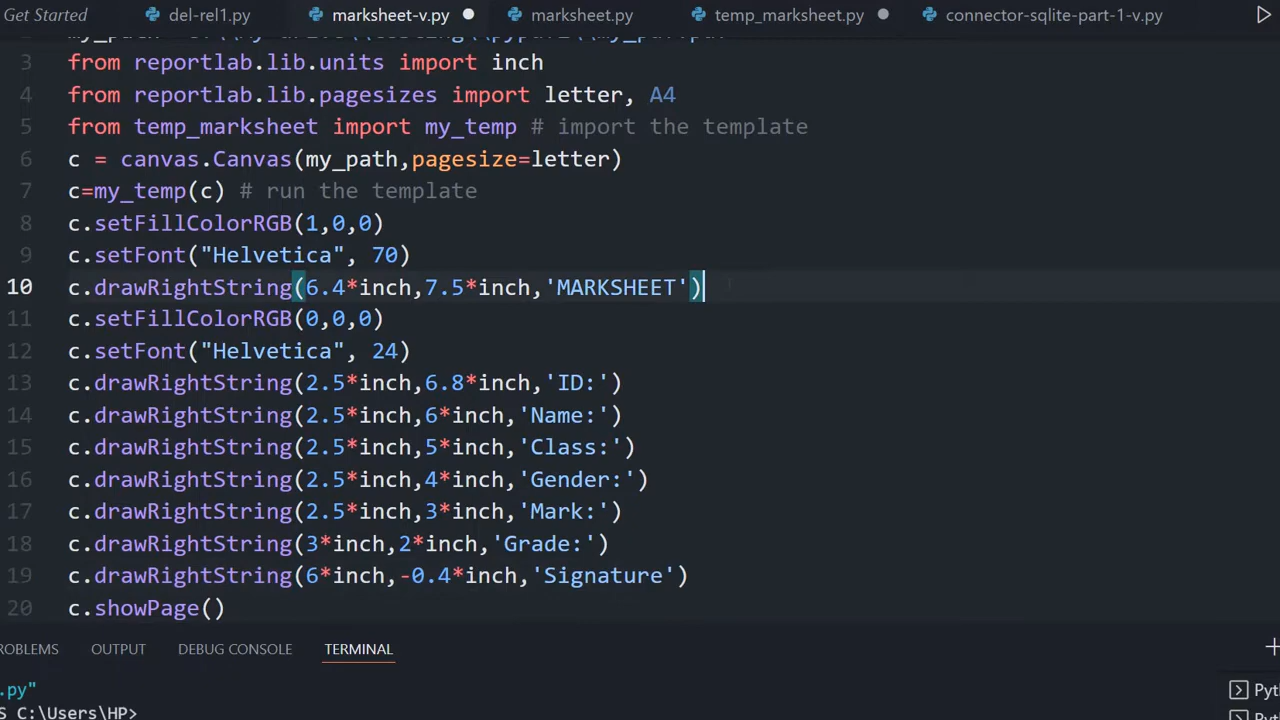 Get Started del-rel1.py marksheet-v.py marksheet.py temp_marksheet.py connector-sqlite-part-1-v.py
3 from reportlab.lib.units import inch
4 from reportlab.lib.pagesizes import letter, A4
5 from temp_marksheet import my_temp # import the template
6 c = canvas.Canvas(my_path,pagesize=letter)
7 c=my_temp(c) # run the template
8 c.setFillColorRGB(1,0,0)
9 c.setFont("Helvetica", 70)
10 c.drawRightString(6.4*inch,7.5*inch,'MARKSHEET')
11 c.setFillColorRGB(0,0,0)
12 c.setFont("Helvetica", 24)
13 c.drawRightString(2.5*inch,6.8*inch,'ID:')
14 c.drawRightString(2.5*inch,6*inch,'Name:')
15 c.drawRightString(2.5*inch,5*inch,'Class:')
16 c.drawRightString(2.5*inch,4*inch,'Gender:')
17 c.drawRightString(2.5*inch,3*inch,'Mark:')
18 c.drawRightString(3*inch,2*inch,'Grade:')
19 c.drawRightString(6*inch,-0.4*inch,'Signature')
20 c.showPage()
ROBLEMS OUTPUT DEBUG CONSOLE TERMINAL
.py" Pyt
S C:\Users\HP>